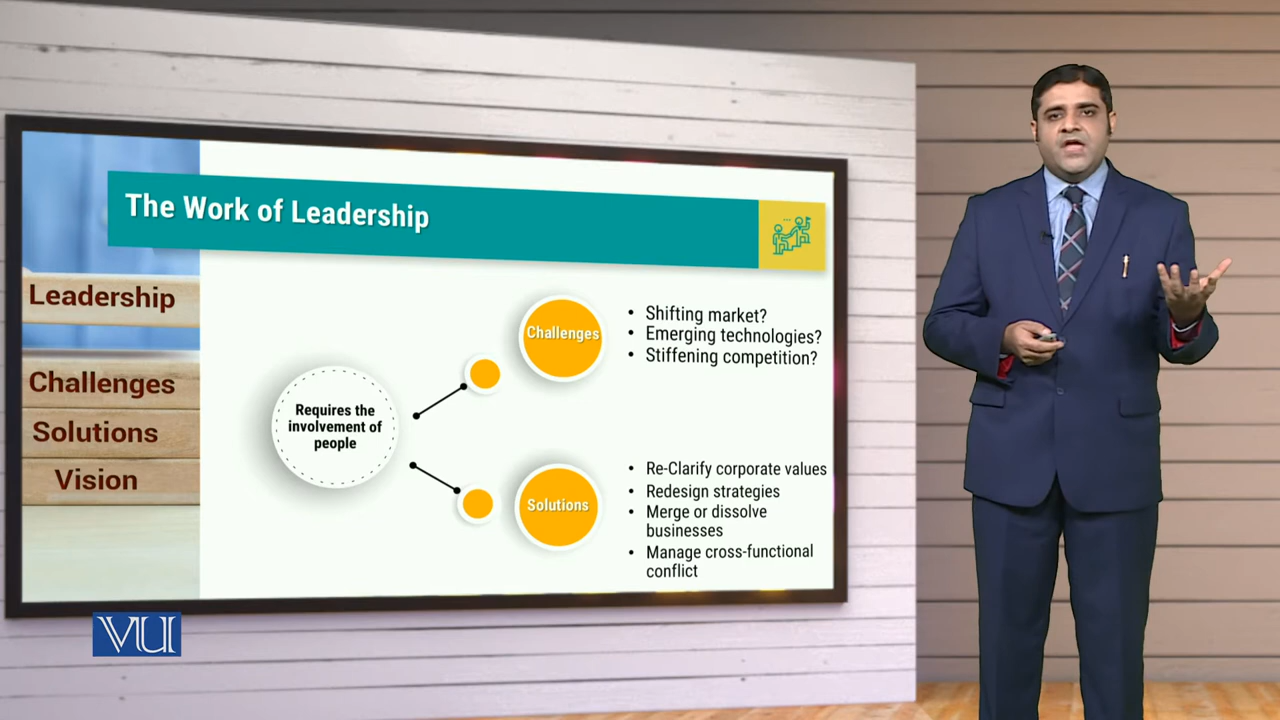 The Work of Leadership
Leadership
Challenges
Solutions
Vision
Requires the
involvement of
people
Challenges
• Shifting market?
• Emerging technologies?
• Stiffening competition?
Solutions
• Re-Clarify corporate values
• Redesign strategies
• Merge or dissolve
businesses
• Manage cross-functional
conflict
VU